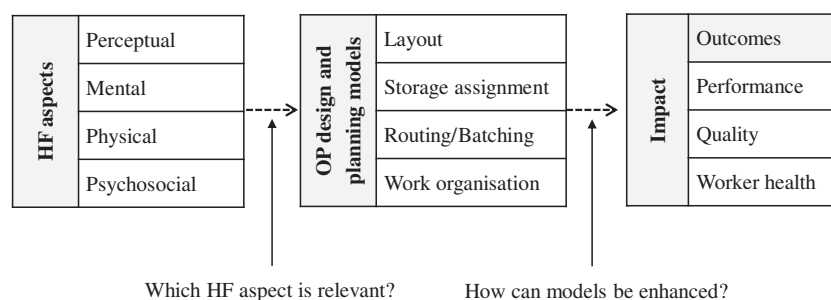 HF aspects
Perceptual
Mental
Physical
Psychosocial
OP design and
planning models
Layout
Storage assignment
Routing/Batching
Work organisation
Impact
Outcomes
Performance
Quality
Worker health
Which HF aspect is relevant?
How can models be enhanced?